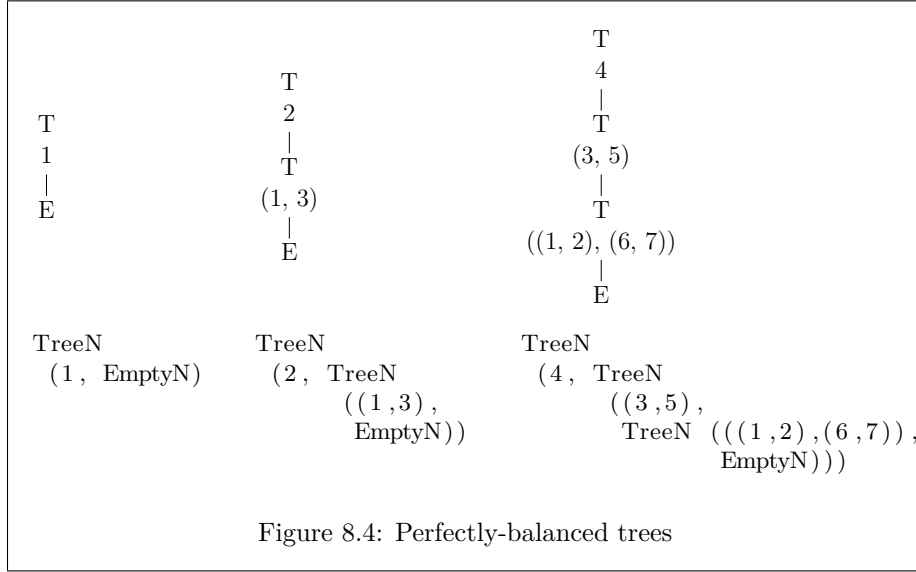 T
1
E
T
2
T
(1, 3)
E
T
4
T
(3, 5)
T
((1, 2), (6, 7))
E
TreeN
(1, EmptyN)
TreeN
(2, TreeN
((1,3),
EmptyN))
TreeN
(4, TreeN
((3,5),
TreeN (((1,2),(6,7)),
EmptyN)))
Figure 8.4: Perfectly-balanced trees